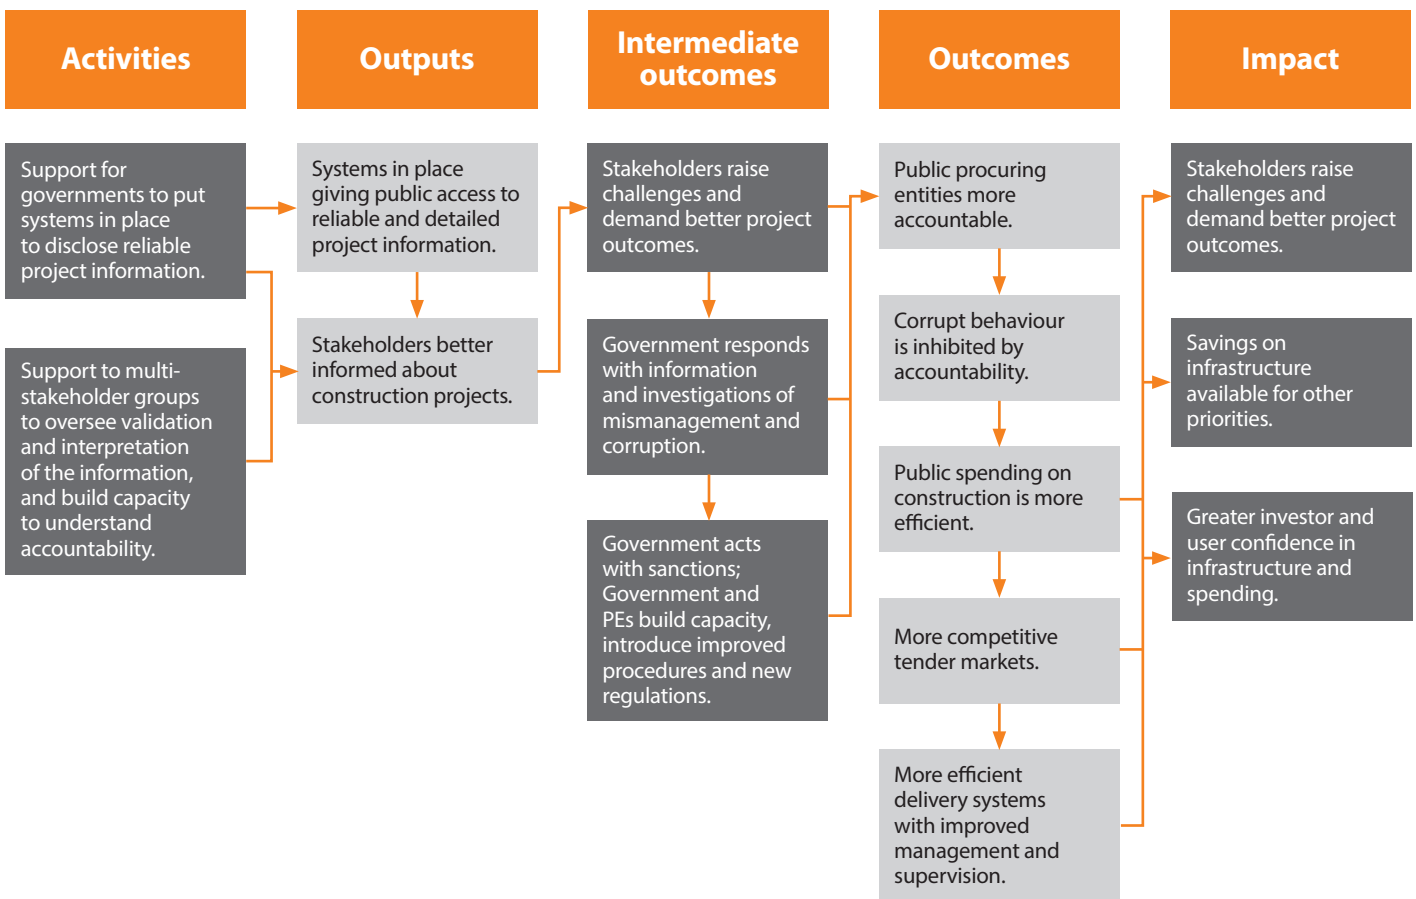 Activities
Outputs
Intermediate
outcomes
Outcomes
Impact
Support for
governments to put
systems in place
to disclose reliable
project information.
Support to multi-
stakeholder groups
to oversee validation
and interpretation
of the information,
and build capacity
to understand
accountability.
Systems in place
giving public access to
reliable and detailed
project information.
Stakeholders better
informed about
construction projects.
Stakeholders raise
challenges and
demand better project
outcomes.
Government responds
with information
and investigations of
mismanagement and
corruption.
Government acts
with sanctions;
Government and
PEs build capacity,
introduce improved
procedures and new
regulations.
Public procuring
entities more
accountable.
Corrupt behaviour
is inhibited by
accountability.
Public spending on
construction is more
efficient.
More competitive
tender markets.
More efficient
delivery systems
with improved
management and
supervision.
Stakeholders raise
challenges and
demand better project
outcomes.
Savings on
infrastructure
available for other
priorities.
Greater investor and
user confidence in
infrastructure and
spending.